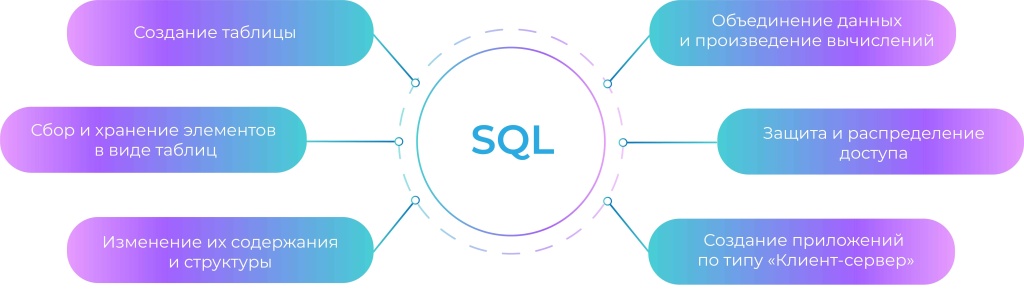 Создание таблицы
Сбор и хранение элементов
в виде таблиц
Изменение их содержания
и структуры
SQL
Объединение данных
и произведение вычислений
Защита и распределение
доступа
Создание приложений
по типу «Клиент-сервер»